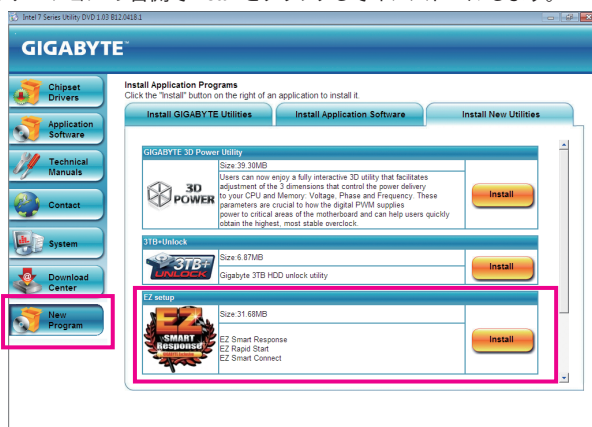 Intel 7 Series Utility DVD 1.03 B12.0418.1
GIGABYTE™
Chipset
Drivers
Application
Software
Technical
Manuals
Contact
System
Download
Center
New
Program
Install Application Programs
Click the "Install" button on the right of an application to install it.
Install GIGABYTE Utilities
Install Application Software
Install New Utilities
GIGABYTE 3D Power Utility
Size:39.30MB
3D
POWER
Users can now enjoy a fully interactive 3D utility that facilitates
adjustment of the 3 dimensions that control the power delivery
to your CPU and Memory: Voltage, Phase and Frequency. These
parameters are crucial to how the digital PWM supplies
power to critical areas of the motherboard and can help users quickly
obtain the highest, most stable overclock.
Install
3TB+Unlock
3TB+
UNLOCK
Size:6.87MB
Gigabyte 3TB HDD unlock utility
Install
EZ setup
EZ
SMART
Response
Size:31.68MB
EZ Smart Response
EZ Rapid Start
EZ Smart Connect
Install